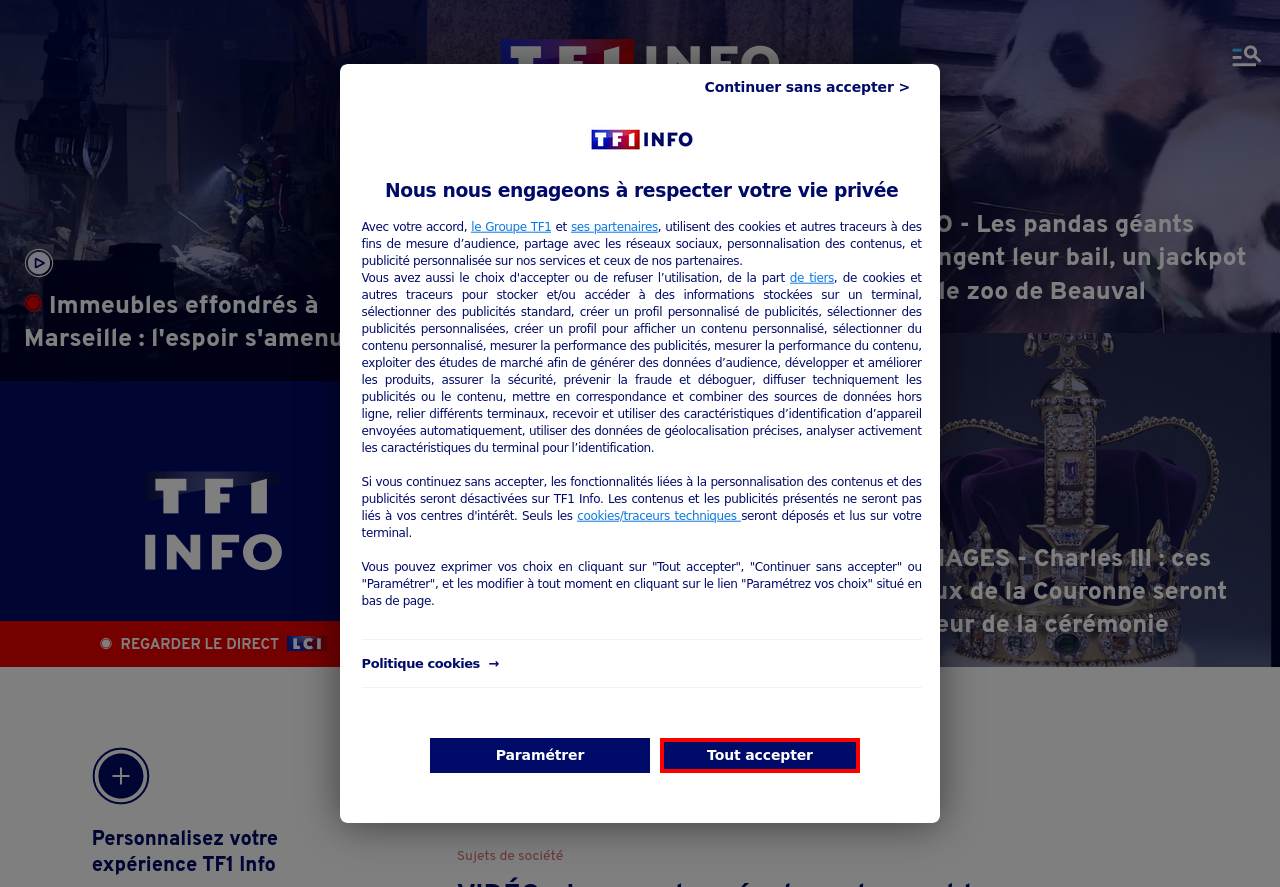 TF1 INFO
Continuer sans accepter >
TF1 INFO
Nous nous engageons à respecter votre vie privée
Avec votre accord, le Groupe TF1 et ses partenaires, utilisent des cookies et autres traceurs à des
fins de mesure d’audience, partage avec les réseaux sociaux, personnalisation des contenus, et
publicité personnalisée sur nos services et ceux de nos partenaires.
Vous avez aussi le choix d'accepter ou de refuser l’utilisation, de la part de tiers, de cookies et
autres traceurs pour stocker et/ou accéder à des informations stockées sur un terminal,
sélectionner des publicités standard, créer un profil personnalisé de publicités, sélectionner des
publicités personnalisées, créer un profil pour afficher un contenu personnalisé, sélectionner du
contenu personnalisé, mesurer la performance des publicités, mesurer la performance du contenu,
exploiter des études de marché afin de générer des données d’audience, développer et améliorer
les produits, assurer la sécurité, prévenir la fraude et déboguer, diffuser techniquement les
publicités ou le contenu, mettre en correspondance et combiner des sources de données hors
ligne, relier différents terminaux, recevoir et utiliser des caractéristiques d’identification d’appareil
envoyées automatiquement, utiliser des données de géolocalisation précises, analyser activement
les caractéristiques du terminal pour l’identification.
Si vous continuez sans accepter, les fonctionnalités liées à la personnalisation des contenus et des
publicités seront désactivées sur TF1 Info. Les contenus et les publicités présentés ne seront pas
liés à vos centres d'intérêt. Seuls les cookies/traceurs techniques seront déposés et lus sur votre
terminal.
Vous pouvez exprimer vos choix en cliquant sur "Tout accepter", "Continuer sans accepter" ou
"Paramétrer", et les modifier à tout moment en cliquant sur le lien "Paramétrez vos choix" situé en
bas de page.
Politique cookies →
Paramétrer
Tout accepter
Immeubles effondrés à
Marseille : l'espoir s'amenu
O - Les pandas géants
ngent leur bail, un jackpot
le zoo de Beauval
TF1
INFO
REGARDER LE DIRECT LCI
IMAGES - Charles III : ces
ux de la Couronne seront
eur de la cérémonie
Personnalisez votre
expérience TF1 Info
Sujets de société